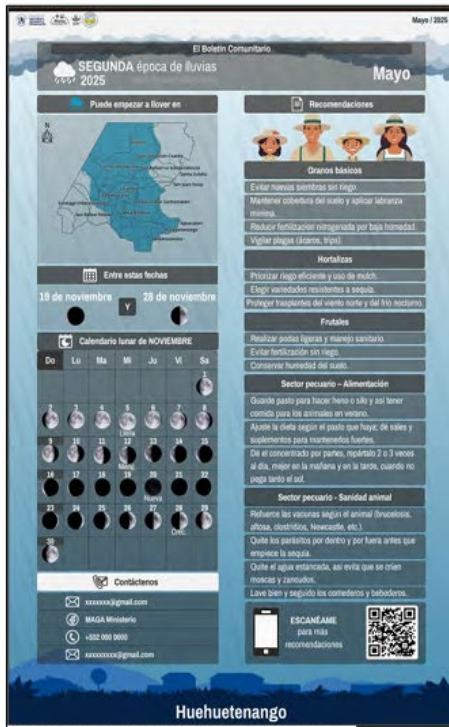 Mayo / 2025
El Boletín Comunitario
SEGUNDA época de lluvias
2025
Mayo
Puede empezar a llover en
N
Entre estas fechas
19 de noviembre
Y
28 de noviembre
Calendario lunar de NOVIEMBRE
Do Lu Ma Mi Ju Vi Sa
1
2 3 4 5 6 7 8
Llena
9 10 11 12 13 14 15
Meng.
16 17 18 19 20 21 22
Nueva
23 24 25 26 27 28 29
Crec.
30
Contáctenos
xxxxxxx@gmail.com
MAGA Ministerio
+502 000 0000
xxxxxxxxx@gmail.com
Recomendaciones
Granos básicos
Evitar nuevas siembras sin riego.
Mantener cobertura del suelo y aplicar labranza
mínima.
Reducir fertilización nitrogenada por baja humedad.
Vigilar plagas (ácaros, trips).
Hortalizas
Priorizar riego eficiente y uso de mulch.
Elegir variedades resistentes a sequía.
Proteger trasplantes del viento norte y del frío nocturno.
Frutales
Realizar podas ligeras y manejo sanitario.
Evitar fertilización sin riego.
Conservar humedad del suelo.
Sector pecuario – Alimentación
Guarde pasto para hacer heno o silo y así tener
comida para los animales en verano.
Ajuste la dieta según el pasto que haya; dé sales y
suplementos para mantenerlos fuertes.
Dé el concentrado por partes, repártalo 2 o 3 veces
al día, mejor en la mañana y en la tarde, cuando no
pega tanto el sol.
Sector pecuario - Sanidad animal
Refuerce las vacunas según el animal (brucelosis,
aftosa, clostridios, Newcastle, etc.).
Quite los parásitos por dentro y por fuera antes que
empiece la sequía.
Quite el agua estancada, así evita que se críen
moscas y zancudos.
Lave bien y seguido los comederos y bebederos.
ESCANÉAME
para más
recomendaciones
Huehuetenango